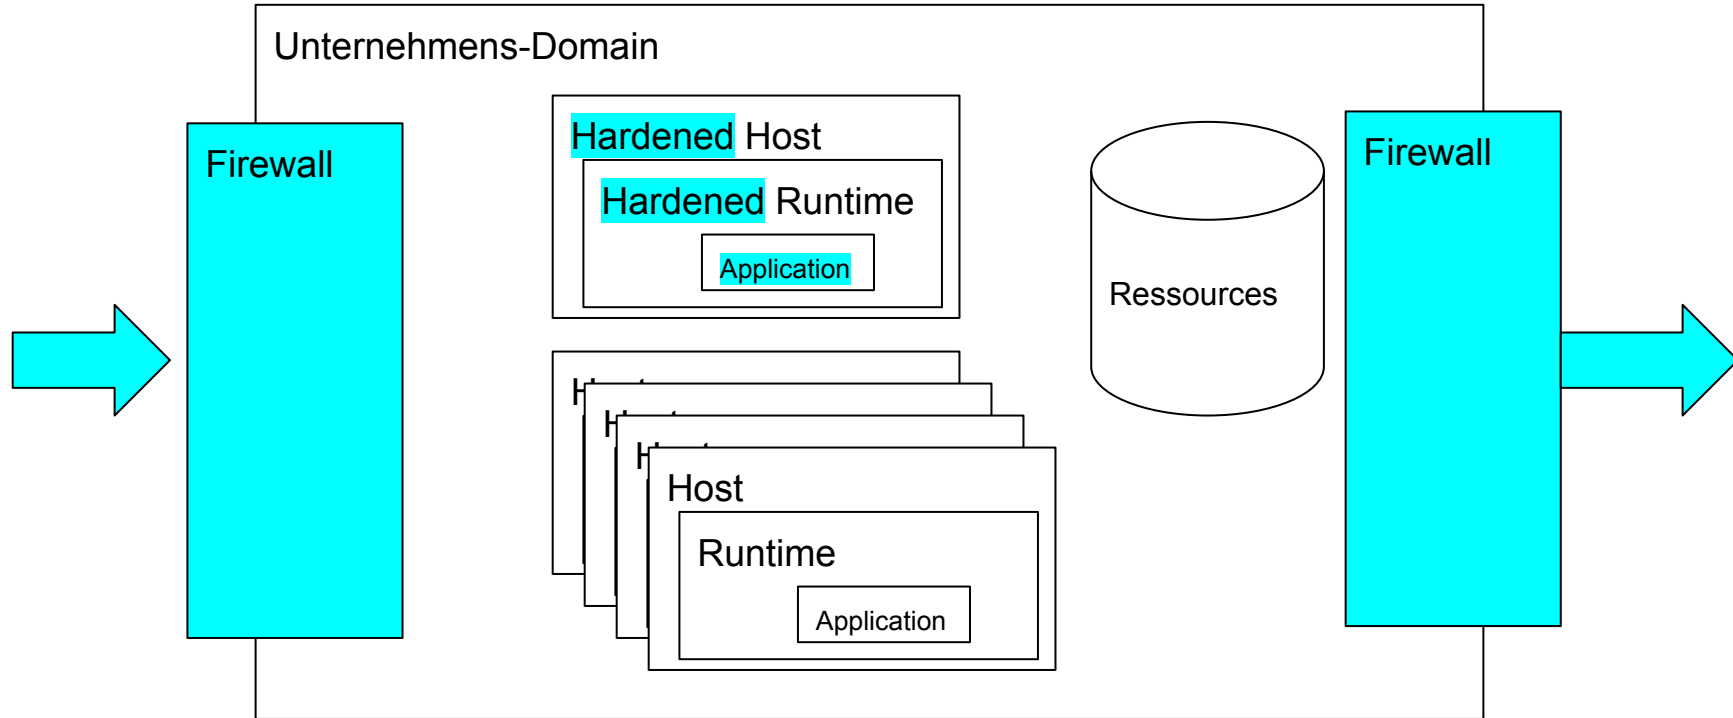 Unternehmens-Domain
Firewall
Hardened Host
Hardened Runtime
Application
Ressources
Firewall
Host
Runtime
Application